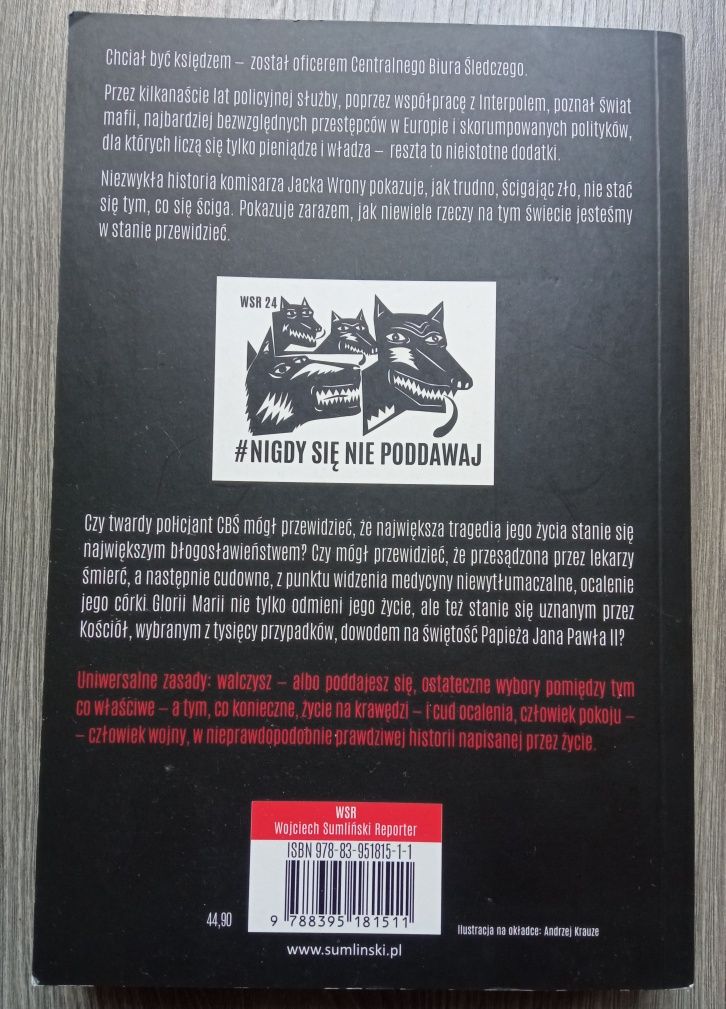 Chciał być księdzem – został oficerem Centralnego Biura Śledczego.
Przez kilkanaście lat policyjnej służby, poprzez współpracę z Interpolem, poznał świat
mafii, najbardziej bezwzględnych przestępców w Europie i skorumpowanych polityków,
dla których liczą się tylko pieniądze i władza – reszta to nieistotne dodatki.
Niezwykła historia komisarza Jacka Wrony pokazuje, jak trudno, ścigając zło, nie stać
się tym, co się ściga. Pokazuje zarazem, jak niewiele rzeczy na tym świecie jesteśmy
w stanie przewidzieć.
WSR 24
#NIGDY SIĘ NIE PODDAWAJ
Czy twardy policjant CBŚ mógł przewidzieć, że największa tragedia jego życia stanie się
największym błogosławieństwem? Czy mógł przewidzieć, że przesądzona przez lekarzy
śmierć, a następnie cudowne, z punktu widzenia medycyny niewytłumaczalne, ocalenie
jego córki Glorii Marii nie tylko odmieni jego życie, ale też stanie się uznanym przez
Kościół, wybranym z tysięcy przypadków, dowodem na świętość Papieża Jana Pawła II?
Uniwersalne zasady: walczysz – albo poddajesz się, ostateczne wybory pomiędzy tym
co właściwe – a tym, co konieczne, życie na krawędzi – i cud ocalenia, człowiek pokoju –
– człowiek wojny, w nieprawdopodobnie prawdziwej historii napisanej przez życie.
WSR
Wojciech Sumliński Reporter
ISBN 978-83-951815-1-1
44,90
9 788395 181511
Ilustracja na okładce: Andrzej Krauze
www.sumlinski.pl